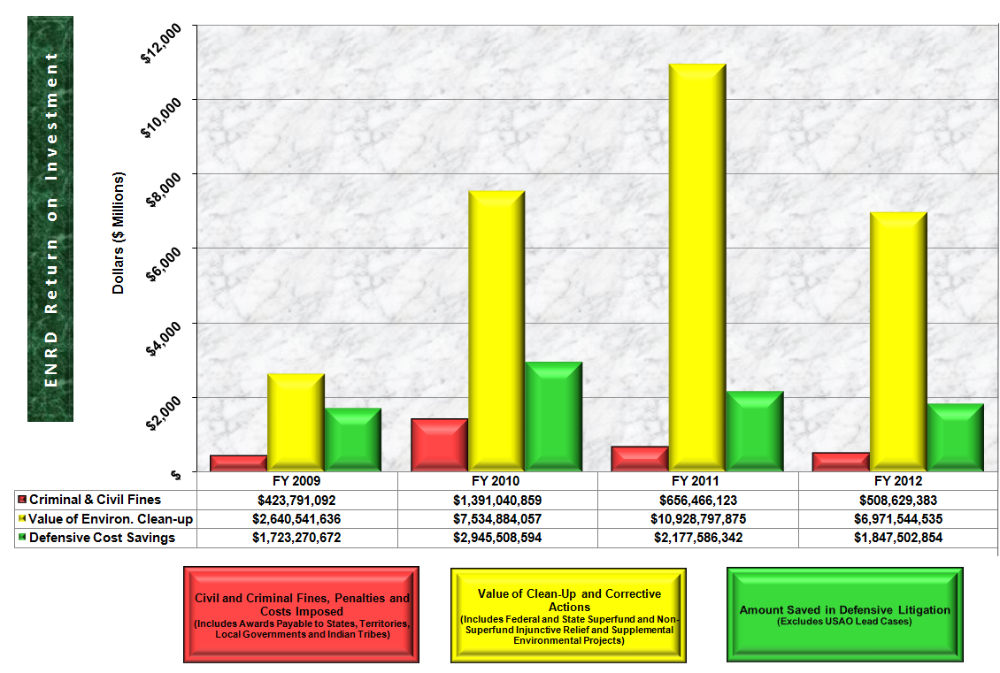 ENRD Return on Investment
Dollars ($ Millions)
$12,000
$10,000
$8,000
$6,000
$4,000
$2,000
$
FY 2009 FY 2010 FY 2011 FY 2012
Criminal & Civil Fines $423,791,092 $1,391,040,859 $656,466,123 $508,629,383
Value of Environ. Clean-up $2,640,541,636 $7,534,884,057 $10,928,797,875 $6,971,544,535
Defensive Cost Savings $1,723,270,672 $2,945,508,594 $2,177,586,342 $1,847,502,854
Civil and Criminal Fines, Penalties and
Costs Imposed
(Includes Awards Payable to States, Territories,
Local Governments and Indian Tribes)
Value of Clean-Up and Corrective
Actions
(Includes Federal and State Superfund and Non-
Superfund Injunctive Relief and Supplemental
Environmental Projects)
Amount Saved in Defensive Litigation
(Excludes USAO Lead Cases)